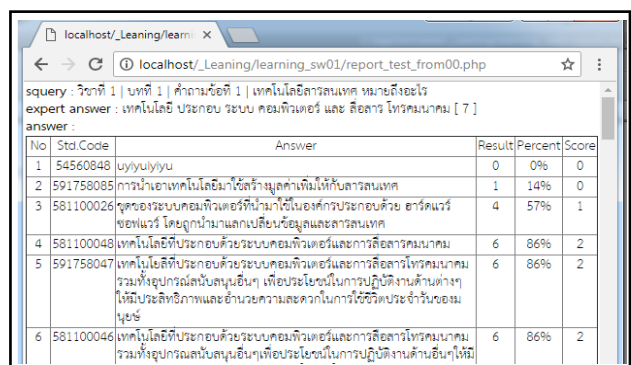 localhost/_Leaning/learni
localhost/_Leaning/learning_sw01/report_test_from00.php
squery : วิชาที่ 1 | บทที่ 1 | คำถามข้อที่ 1 | เทคโนโลยีสารสนเทศ หมายถึงอะไร
expert answer : เทคโนโลยี ประกอบ ระบบ คอมพิวเตอร์ และ สื่อสาร โทรคมนาคม [ 7 ]
answer :
No Std.Code Answer Result Percent Score
1 54560848 uyiyuiyiyu 0 0% 0
2 591758085 การนำเอาเทคโนโลยีมาใช้สร้างมูลค่าเพิ่มให้กับสารสนเทศ 1 14% 0
3 581100026 ชุดของระบบคอมพิวเตอร์ที่นำมาใช้ในองค์กรประกอบด้วย ฮาร์ดแวร์ 4 57% 1
ซอฟแวร์ โดยถูกนำมาแลกเปลี่ยนข้อมูลและสารสนเทศ
4 581100048 เทคโนโลยีที่ประกอบด้วยระบบคอมพิวเตอร์และการสื่อสารคมนาคม 6 86% 2
5 591758047 เทคโนโยลีที่ประกอบด้วยระบบคอมพิวเตอร์และการสื่อสารโทรคมนาคม 6 86% 2
รวมทั้งอุปกรณ์สนับสนุนอื่นๆ เพื่อประโยชน์ในการปฏิบัติงานด้านต่างๆ
ให้มีประสิทธิภาพและอำนวยความสะดวกในการใช้ชีวิตประจำวันของม
นุยษ์
6 581100046 เทคโนโลยีที่ประกอบด้วยระบบคอมพิวเตอร์และการสื่อสารโทรคมนาคม 6 86% 2
รวมทั้งอุปกรณสนับสนุนอื่นๆเพื่อประโยชน์ในการปฏิบัติงานด้านอื่นๆให้มี